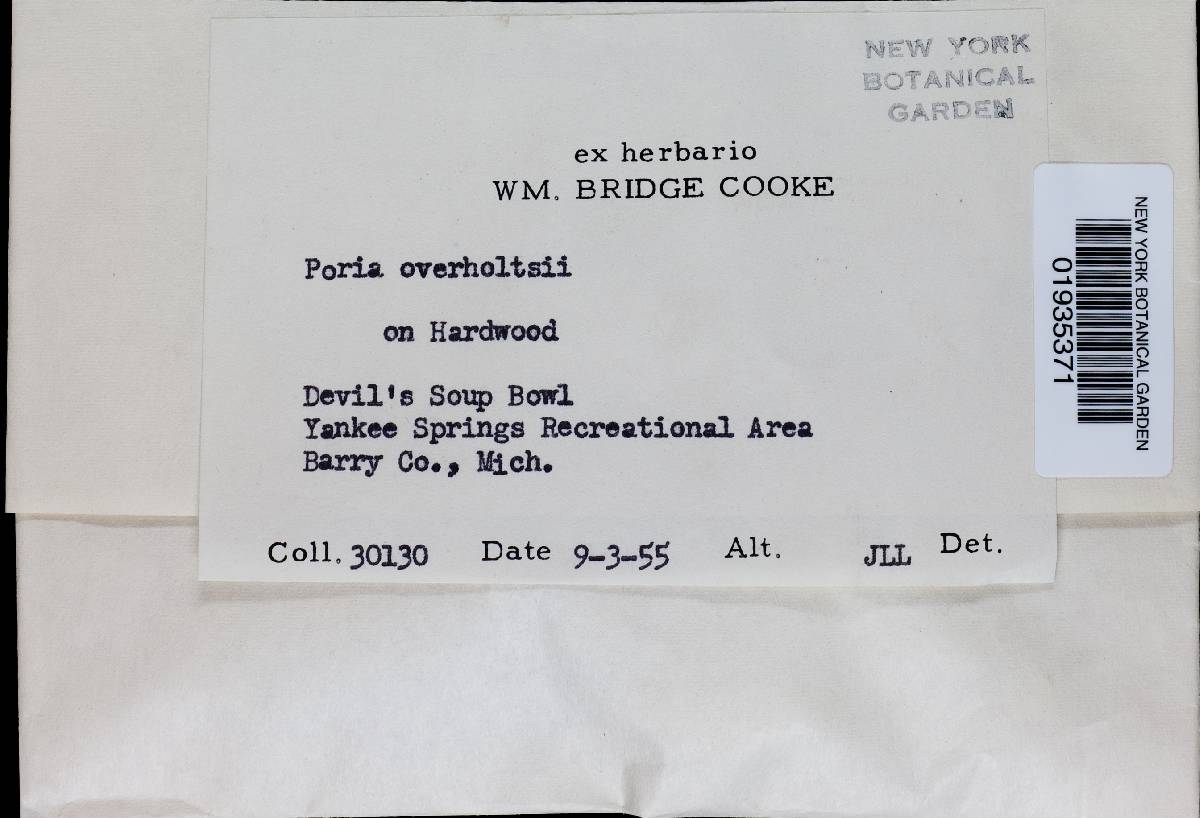 NEW YORK
BOTANICAL
GARDEN
ex herbario
WM. BRIDGE COOKE
Poria overholtsii
on Hardwood
Devil's Soup Bowl
Yankee Springs Recreational Area
Barry Co., Mich.
Coll. 30130 Date 9-3-55 Alt. JLL Det.
NEW YORK BOTANICAL GARDEN
01935371